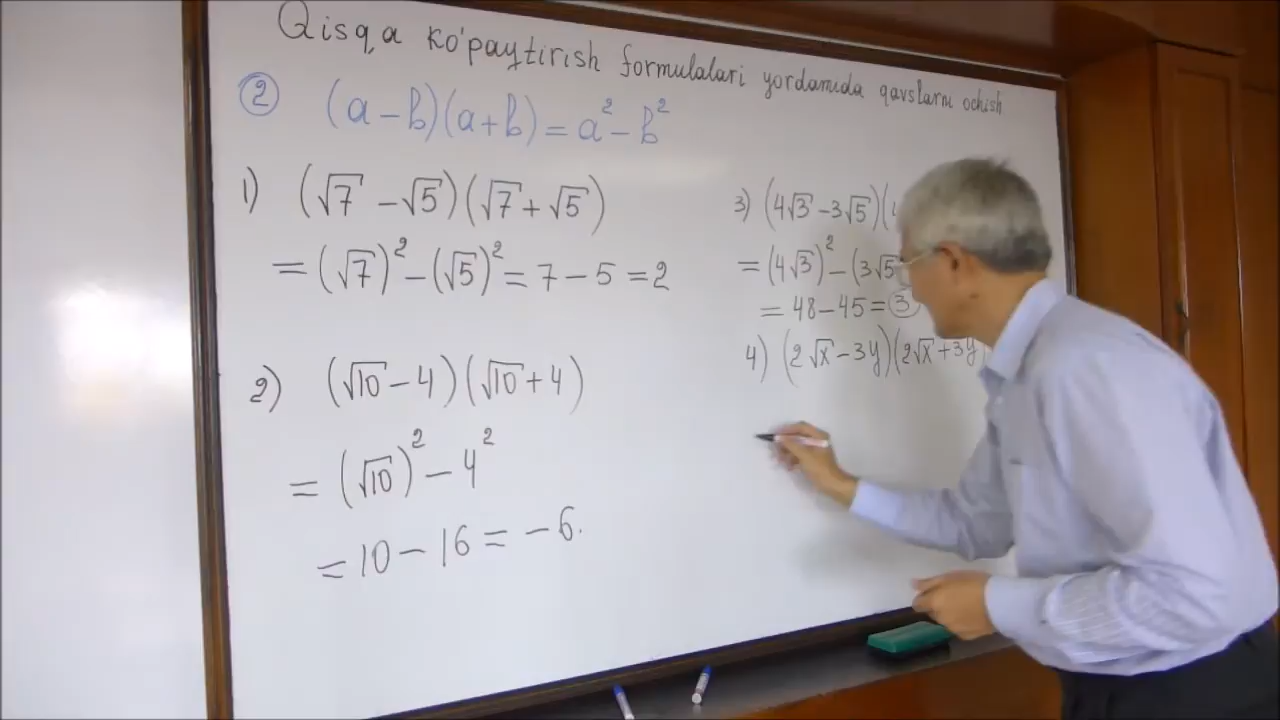 Qisqa ko'paytirish formulalari yordamida qavslarni ochish
② (a-b)(a+b)=a²-b²
1) (√7-√5)(√7+√5)
=(√7)²-(√5)²=7-5=2
2) (√10-4)(√10+4)
=(√10)²-4²
=10-16=-6.
3) (4√3-3√5)(
=(4√3)²-(3√5
=48-45=③
4) (2√x-3y)(2√x+3y